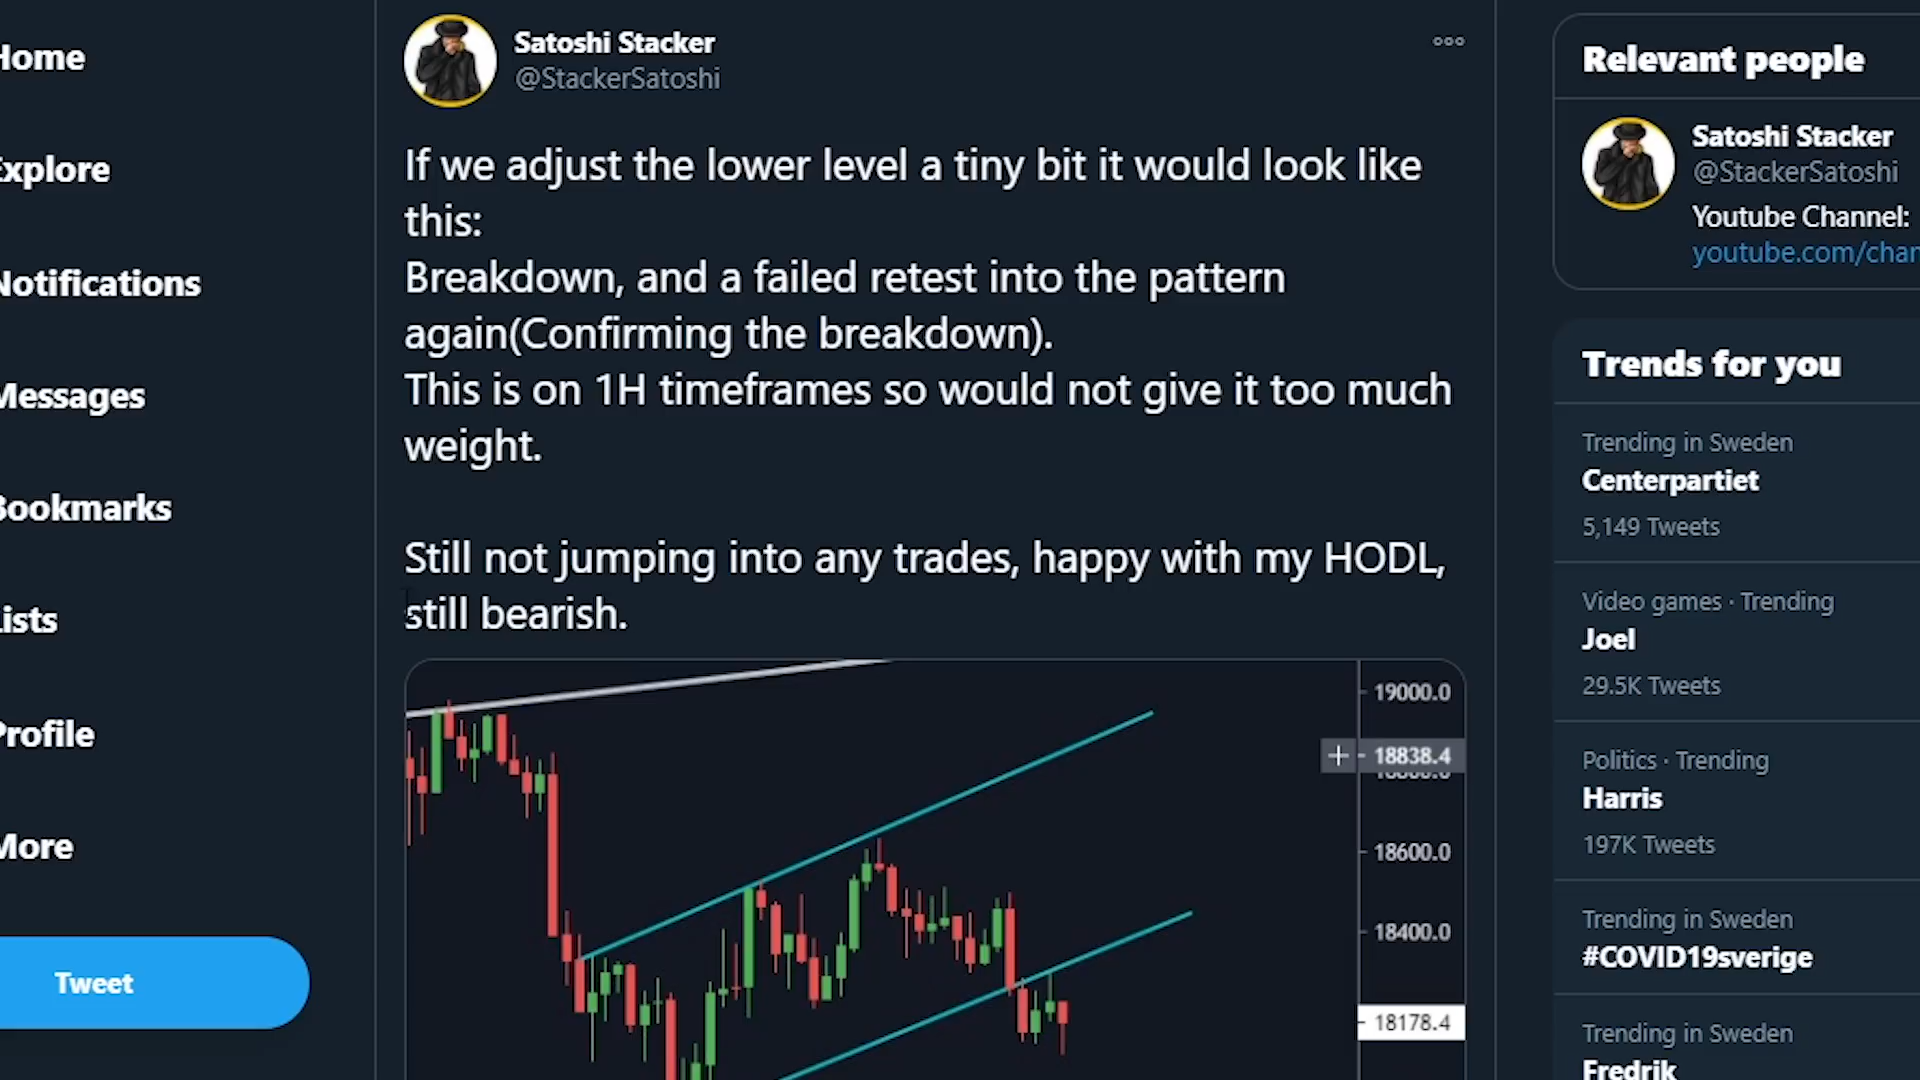 Home
Explore
Notifications
Messages
Bookmarks
Lists
Profile
More
Tweet
Satoshi Stacker
@StackerSatoshi
If we adjust the lower level a tiny bit it would look like
this:
Breakdown, and a failed retest into the pattern
again(Confirming the breakdown).
This is on 1H timeframes so would not give it too much
weight.
Still not jumping into any trades, happy with my HODL,
still bearish.
19000.0
18838.4
18800.0
18600.0
18400.0
18178.4
Relevant people
Satoshi Stacker
@StackerSatoshi
Youtube Channel:
youtube.com/chan
Trends for you
Trending in Sweden
Centerpartiet
5,149 Tweets
Video games · Trending
Joel
29.5K Tweets
Politics · Trending
Harris
197K Tweets
Trending in Sweden
#COVID19sverige
Trending in Sweden
Fredrik